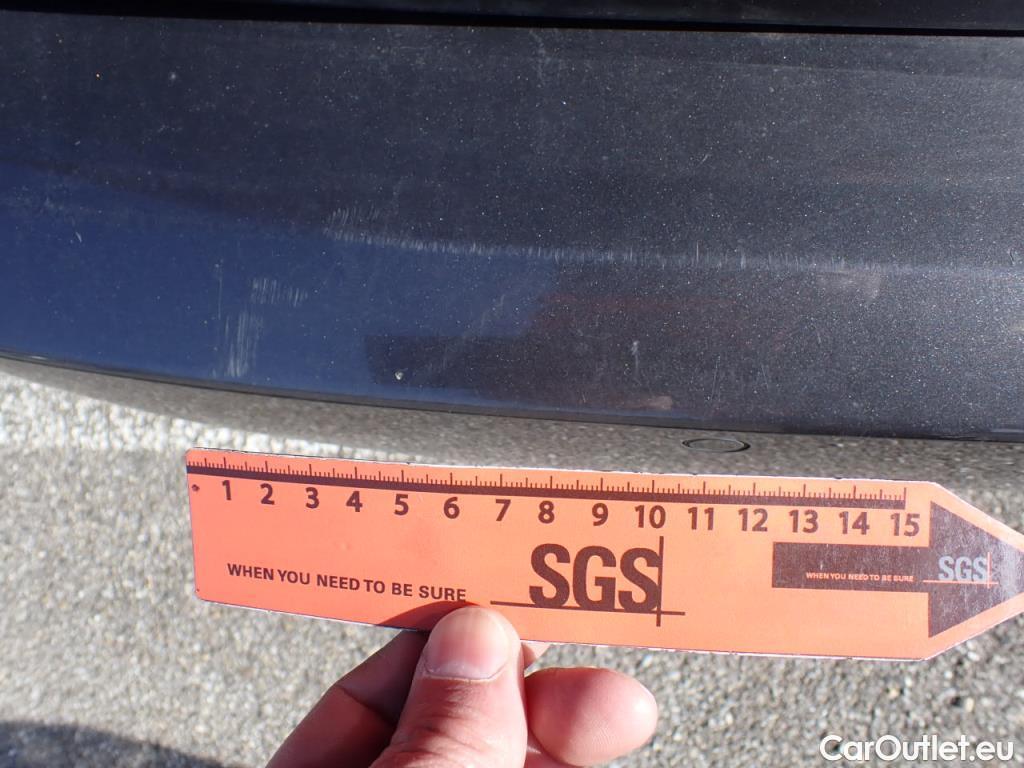 1 2 3 4 5 6 7 8 9 10 11 12 13 14 15
WHEN YOU NEED TO BE SURE SGS
WHEN YOU NEED TO BE SURE SGS
CarOutlet.eu